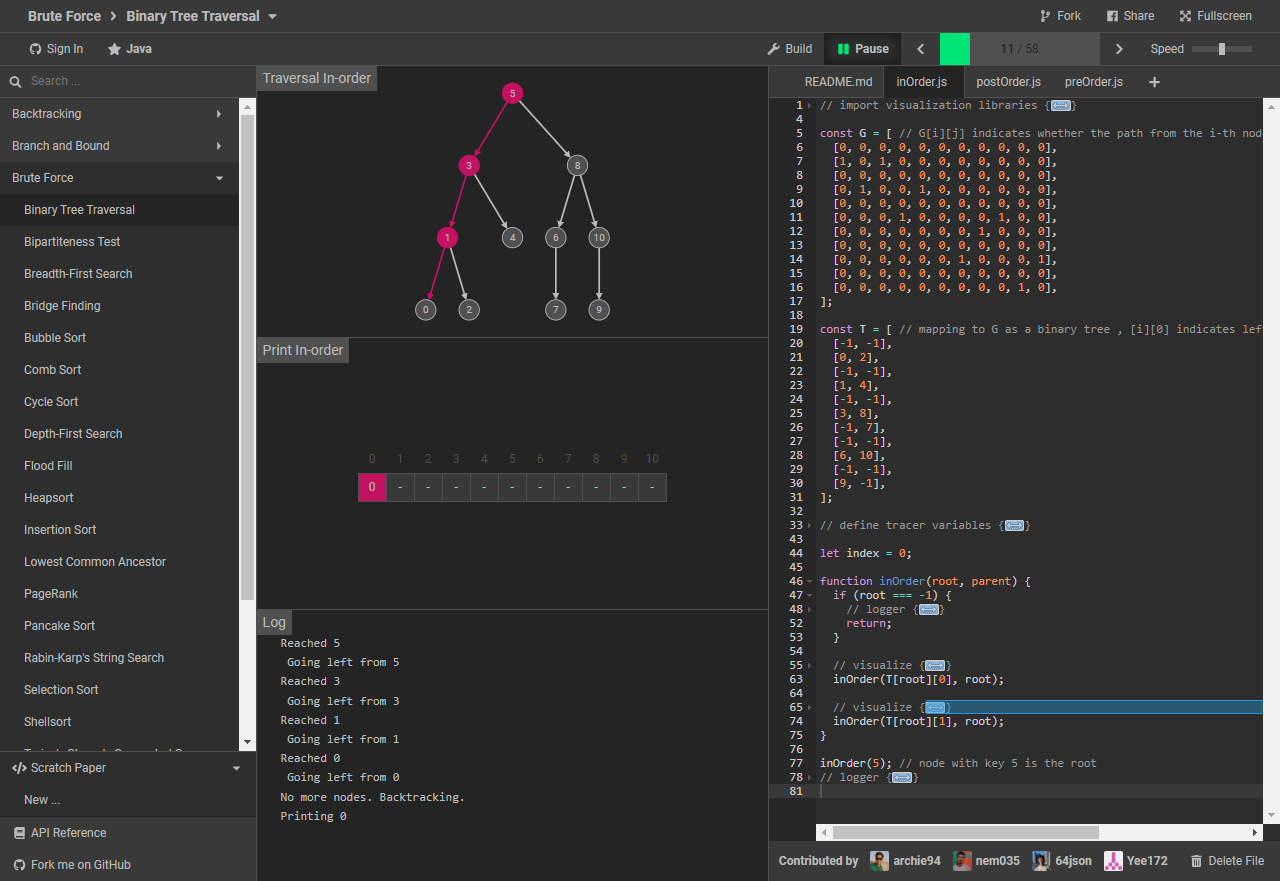 Brute Force > Binary Tree Traversal
Fork Share Fullscreen
Sign In Java
Build Pause 11 / 58 Speed
Search ...
Backtracking
Branch and Bound
Brute Force
Binary Tree Traversal
Bipartiteness Test
Breadth-First Search
Bridge Finding
Bubble Sort
Comb Sort
Cycle Sort
Depth-First Search
Flood Fill
Heapsort
Insertion Sort
Lowest Common Ancestor
PageRank
Pancake Sort
Rabin-Karp's String Search
Selection Sort
Shellsort
Scratch Paper
New ...
API Reference
Fork me on GitHub
Traversal In-order
5
3 8
1 4 6 10
0 2 7 9
Print In-order
0 1 2 3 4 5 6 7 8 9 10
0 - - - - - - - - - -
Log
Reached 5
Going left from 5
Reached 3
Going left from 3
Reached 1
Going left from 1
Reached 0
Going left from 0
No more nodes. Backtracking.
Printing 0
README.md inOrder.js postOrder.js preOrder.js +
1 // import visualization libraries {}
4
5 const G = [ // G[i][j] indicates whether the path from the i-th nod
6 [0, 0, 0, 0, 0, 0, 0, 0, 0, 0, 0],
7 [1, 0, 1, 0, 0, 0, 0, 0, 0, 0, 0],
8 [0, 0, 0, 0, 0, 0, 0, 0, 0, 0, 0],
9 [0, 1, 0, 0, 1, 0, 0, 0, 0, 0, 0],
10 [0, 0, 0, 0, 0, 0, 0, 0, 0, 0, 0],
11 [0, 0, 0, 1, 0, 0, 0, 0, 1, 0, 0],
12 [0, 0, 0, 0, 0, 0, 0, 1, 0, 0, 0],
13 [0, 0, 0, 0, 0, 0, 0, 0, 0, 0, 0],
14 [0, 0, 0, 0, 0, 0, 1, 0, 0, 0, 1],
15 [0, 0, 0, 0, 0, 0, 0, 0, 0, 0, 0],
16 [0, 0, 0, 0, 0, 0, 0, 0, 0, 1, 0],
17 ];
18
19 const T = [ // mapping to G as a binary tree , [i][0] indicates lef
20 [-1, -1],
21 [0, 2],
22 [-1, -1],
23 [1, 4],
24 [-1, -1],
25 [3, 8],
26 [-1, 7],
27 [-1, -1],
28 [6, 10],
29 [-1, -1],
30 [9, -1],
31 ];
32
33 // define tracer variables {}
43
44 let index = 0;
45
46 function inOrder(root, parent) {
47 if (root === -1) {
48 // logger {}
52 return;
53 }
54
55 // visualize {}
63 inOrder(T[root][0], root);
64
65 // visualize {}
74 inOrder(T[root][1], root);
75 }
76
77 inOrder(5); // node with key 5 is the root
78 // logger {}
81
Contributed by archie94 nem035 64json Yee172 Delete File